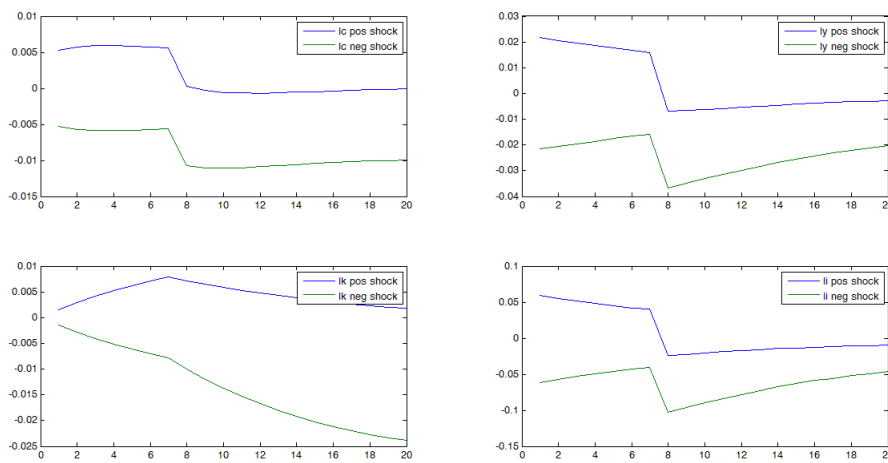 0.01
0.005
0
-0.005
-0.01
-0.015
0 2 4 6 8 10 12 14 16 18 20
lc pos shock
lc neg shock
0.03
0.02
0.01
0
-0.01
-0.02
-0.03
-0.04
0 2 4 6 8 10 12 14 16 18 20
ly pos shock
ly neg shock
0.01
0.005
0
-0.005
-0.01
-0.015
-0.02
-0.025
0 2 4 6 8 10 12 14 16 18 20
lk pos shock
lk neg shock
0.1
0.05
0
-0.05
-0.1
-0.15
0 2 4 6 8 10 12 14 16 18 20
li pos shock
li neg shock